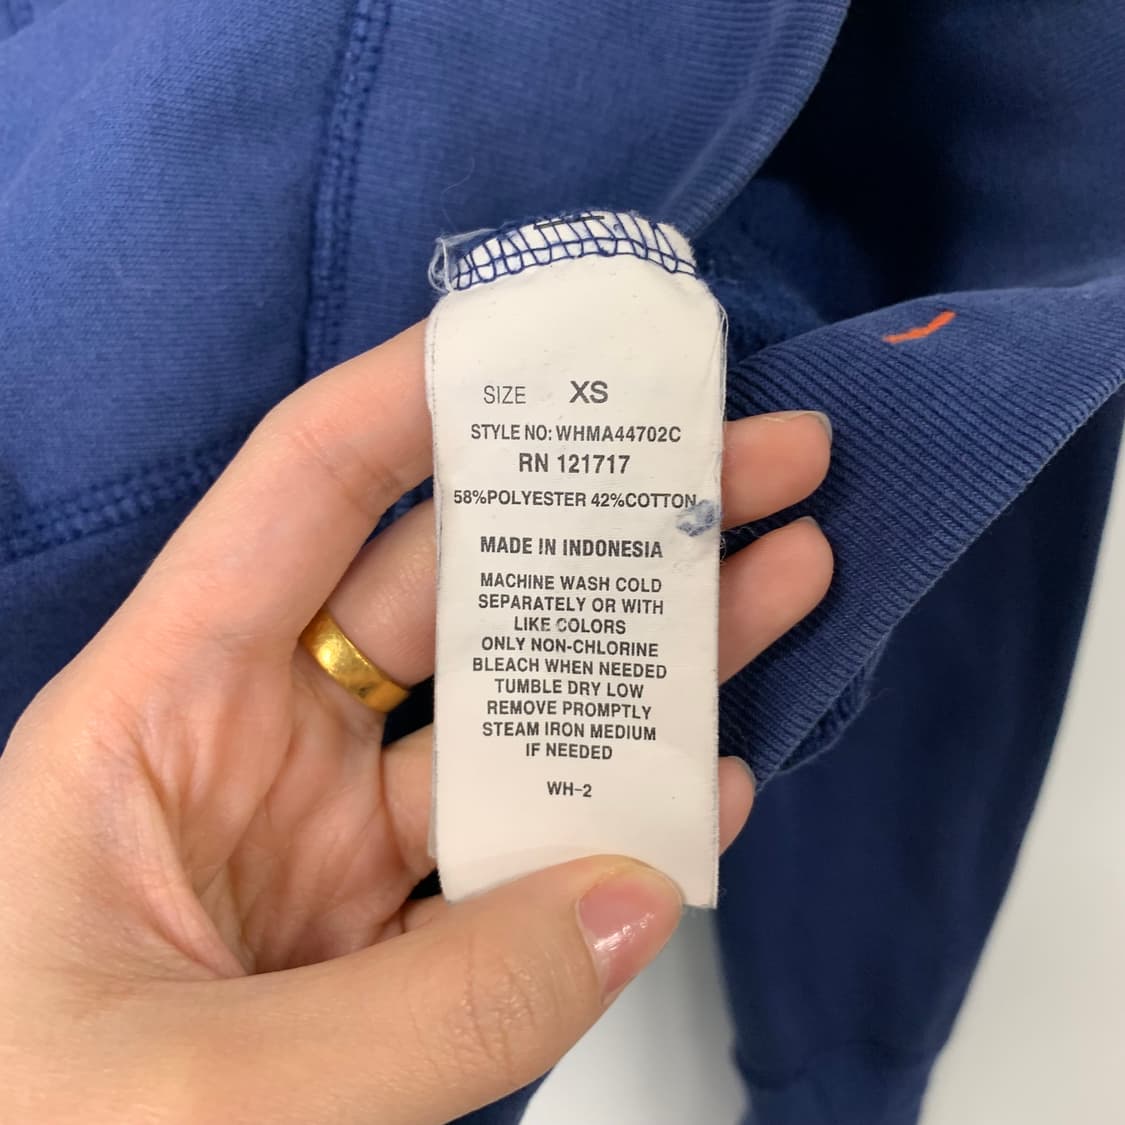 SIZE XS
STYLE NO: WHMA44702C
RN 121717
58%POLYESTER 42%COTTON
MADE IN INDONESIA
MACHINE WASH COLD
SEPARATELY OR WITH
LIKE COLORS
ONLY NON-CHLORINE
BLEACH WHEN NEEDED
TUMBLE DRY LOW
REMOVE PROMPTLY
STEAM IRON MEDIUM
IF NEEDED
WH-2